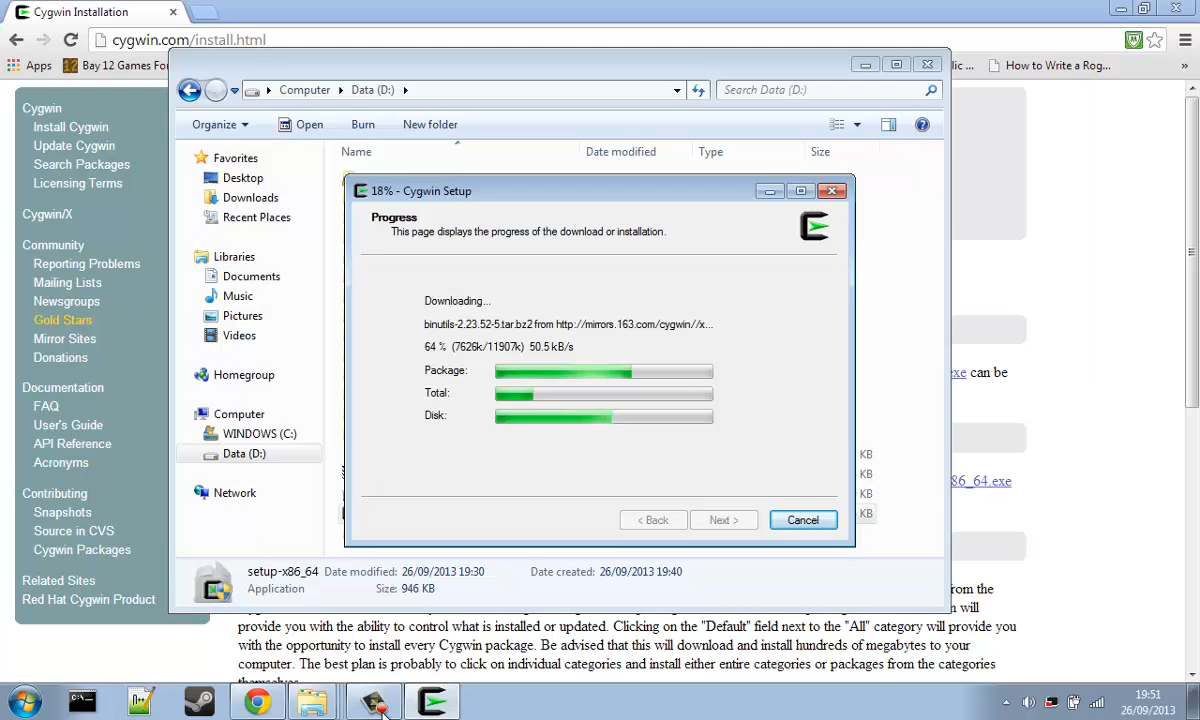 Cygwin Installation
cygwin.com/install.html
Apps
Bay 12 Games For
lic ...
How to Write a Rog...
»
Cygwin
Install Cygwin
Update Cygwin
Search Packages
Licensing Terms
Cygwin/X
Community
Reporting Problems
Mailing Lists
Newsgroups
Gold Stars
Mirror Sites
Donations
Documentation
FAQ
User's Guide
API Reference
Acronyms
Contributing
Snapshots
Source in CVS
Cygwin Packages
Related Sites
Red Hat Cygwin Product
Computer
Data (D:)
Search Data (D:)
Organize
Open
Burn
New folder
Name
Date modified
Type
Size
Favorites
Desktop
Downloads
Recent Places
Libraries
Documents
Music
Pictures
Videos
Homegroup
Computer
WINDOWS (C:)
Data (D:)
Network
KB
KB
KB
KB
18% - Cygwin Setup
Progress
This page displays the progress of the download or installation.
Downloading...
binutils-2.23.52-5.tar.bz2 from http://mirrors.163.com/cygwin//x...
64 % (7626k/11907k) 50.5 kB/s
Package:
Total:
Disk:
< Back
Next >
Cancel
setup-x86_64
Date modified: 26/09/2013 19:30
Date created: 26/09/2013 19:40
Application
Size: 946 KB
exe can be
86_64.exe
from the
n will
provide you with the ability to control what is installed or updated. Clicking on the "Default" field next to the "All" category will provide you
with the opportunity to install every Cygwin package. Be advised that this will download and install hundreds of megabytes to your
computer. The best plan is probably to click on individual categories and install either entire categories or packages from the categories
themselves.
19:51
26/09/2013